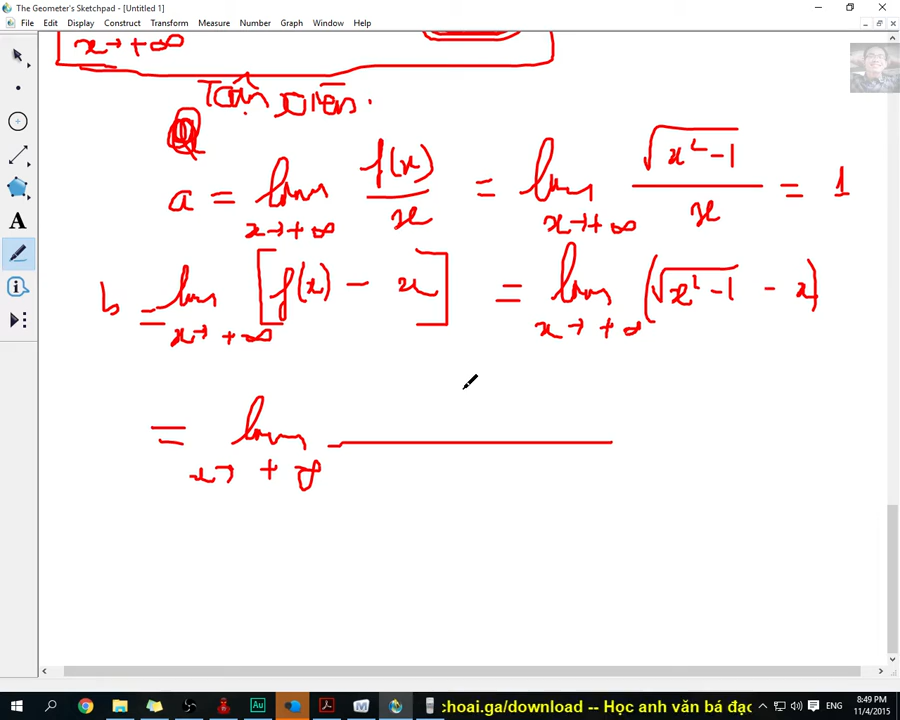 The Geometer's Sketchpad - [Untitled 1]
File Edit Display Construct Transform Measure Number Graph Window Help
x→+∞
Toán Diên.
a = lim x→+∞ f(x)/x = lim x→+∞ √(x²-1)/x = 1
b = lim x→+∞ [f(x) - x] = lim x→+∞ (√(x²-1) - x)
= lim x→+∞
choai.ga/download -- Học anh văn bá đạo
ENG
8:49 PM
11/4/2015